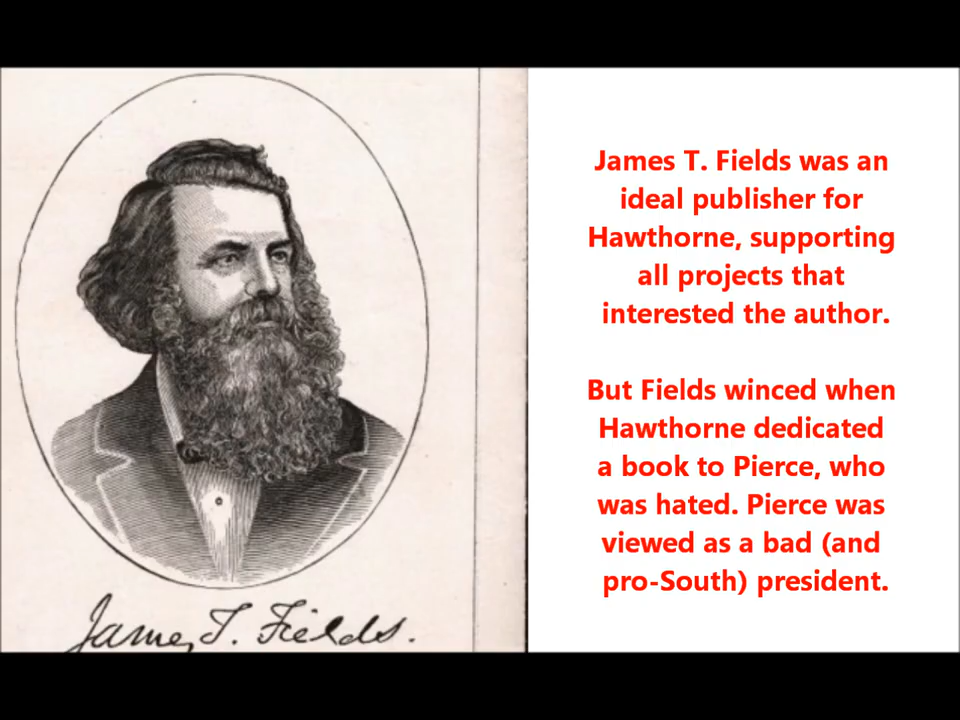 James T. Fields was an
ideal publisher for
Hawthorne, supporting
all projects that
interested the author.
But Fields winced when
Hawthorne dedicated
a book to Pierce, who
was hated. Pierce was
viewed as a bad (and
pro-South) president.
James T. Fields.